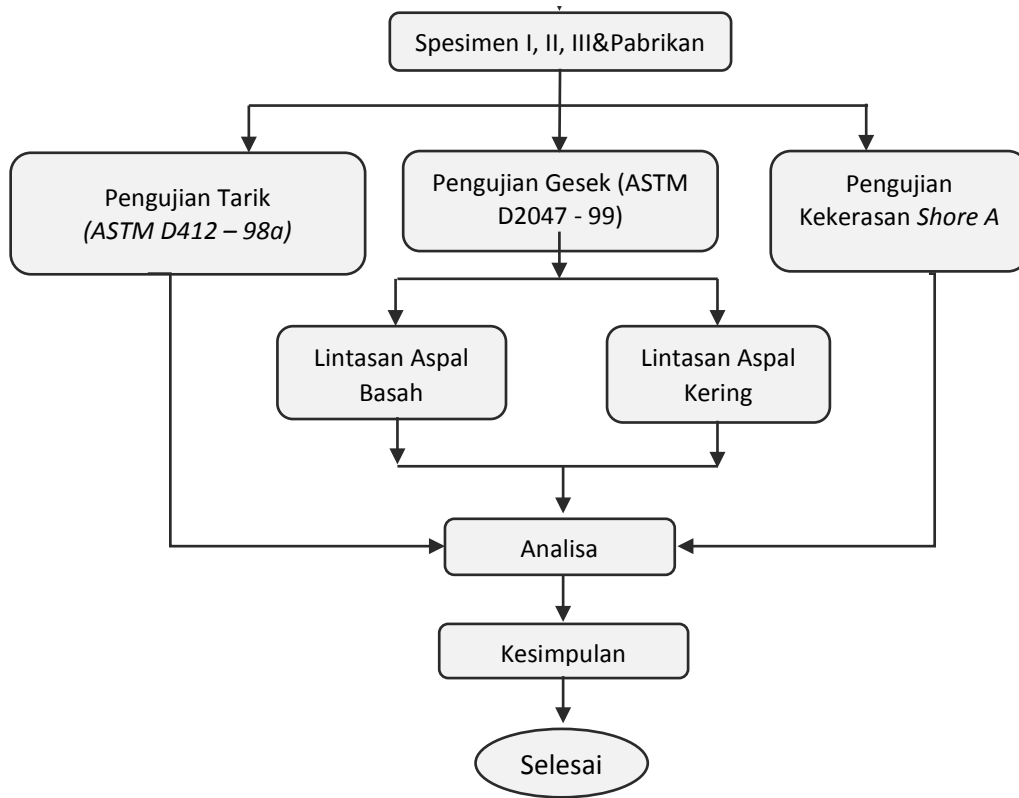 Spesimen I, II, III&Pabrikan
Pengujian Tarik
(ASTM D412 – 98a)
Pengujian Gesek (ASTM
D2047 - 99)
Pengujian
Kekerasan Shore A
Lintasan Aspal
Basah
Lintasan Aspal
Kering
Analisa
Kesimpulan
Selesai